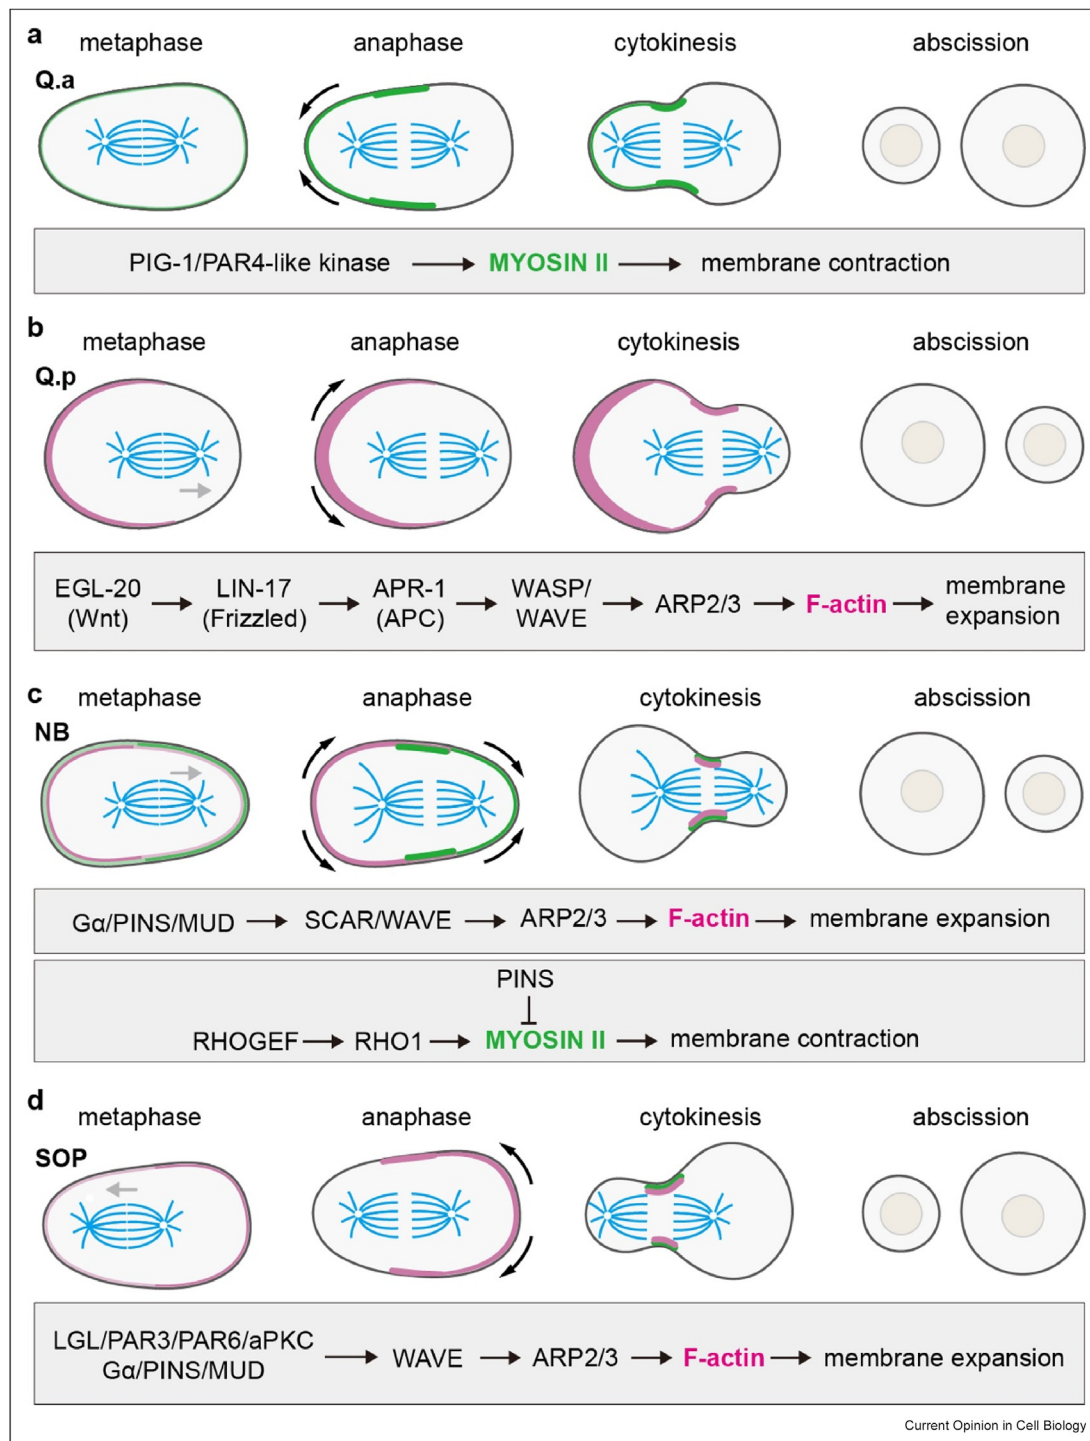 a
metaphase anaphase cytokinesis abscission
Q.a
PIG-1/PAR4-like kinase → MYOSIN II → membrane contraction
b
metaphase anaphase cytokinesis abscission
Q.p
EGL-20 (Wnt) → LIN-17 (Frizzled) → APR-1 (APC) → WASP/WAVE → ARP2/3 → F-actin → membrane expansion
c
metaphase anaphase cytokinesis abscission
NB
Gα/PINS/MUD → SCAR/WAVE → ARP2/3 → F-actin → membrane expansion
PINS
RHOGEF → RHO1 → MYOSIN II → membrane contraction
d
metaphase anaphase cytokinesis abscission
SOP
LGL/PAR3/PAR6/aPKC
Gα/PINS/MUD → WAVE → ARP2/3 → F-actin → membrane expansion
Current Opinion in Cell Biology